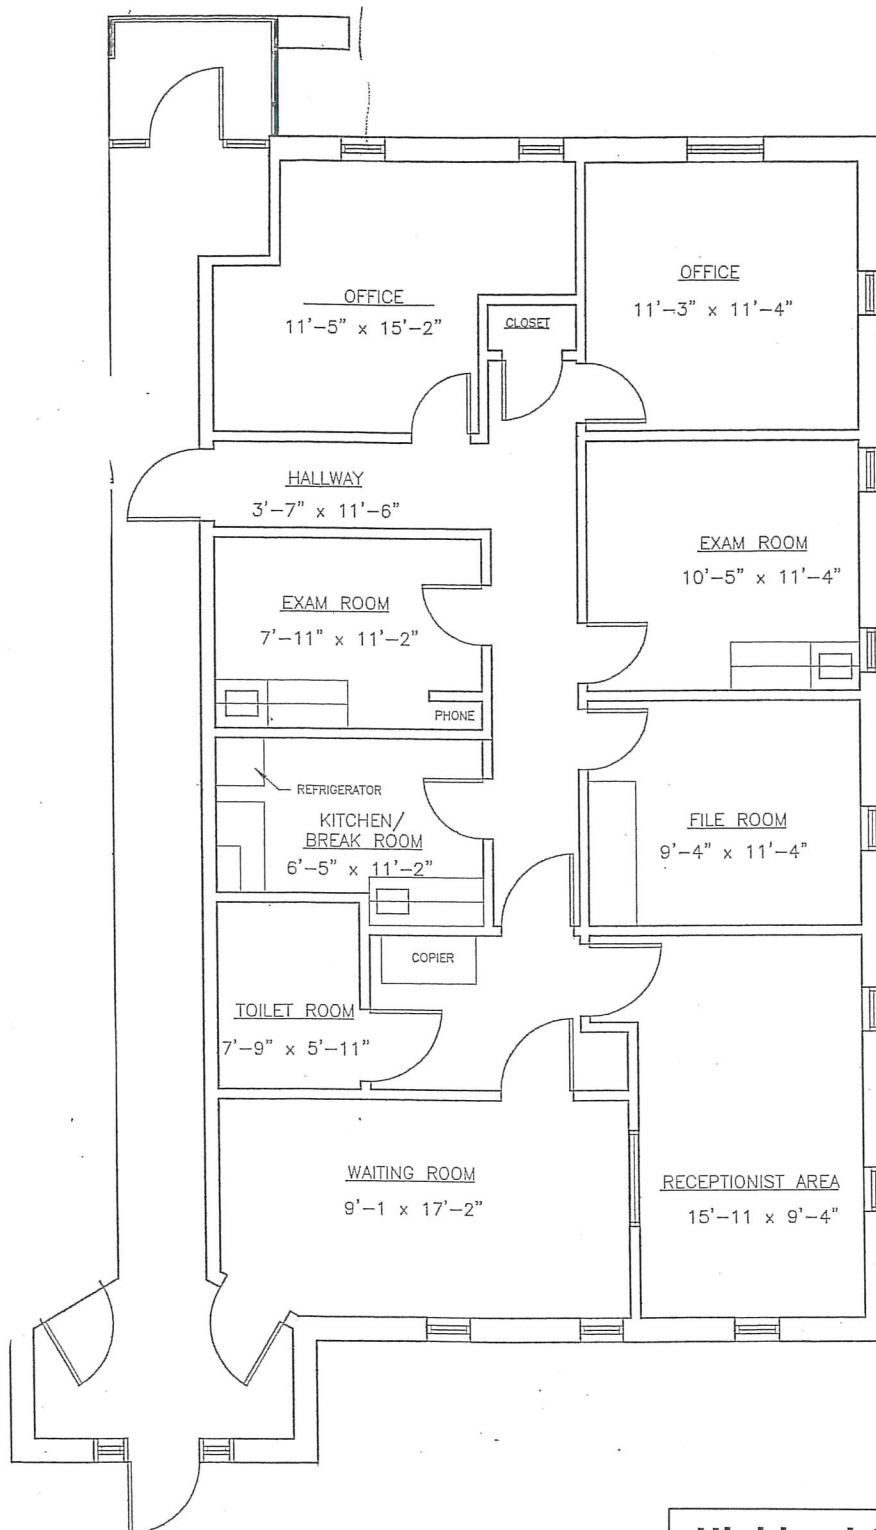 OFFICE
11'-5" x 15'-2"
CLOSET
OFFICE
11'-3" x 11'-4"
HALLWAY
3'-7" x 11'-6"
EXAM ROOM
10'-5" x 11'-4"
EXAM ROOM
7'-11" x 11'-2"
PHONE
REFRIGERATOR
KITCHEN/
BREAK ROOM
6'-5" x 11'-2"
FILE ROOM
9'-4" x 11'-4"
COPIER
TOILET ROOM
7'-9" x 5'-11"
WAITING ROOM
9'-1 x 17'-2"
RECEPTIONIST AREA
15'-11 x 9'-4"